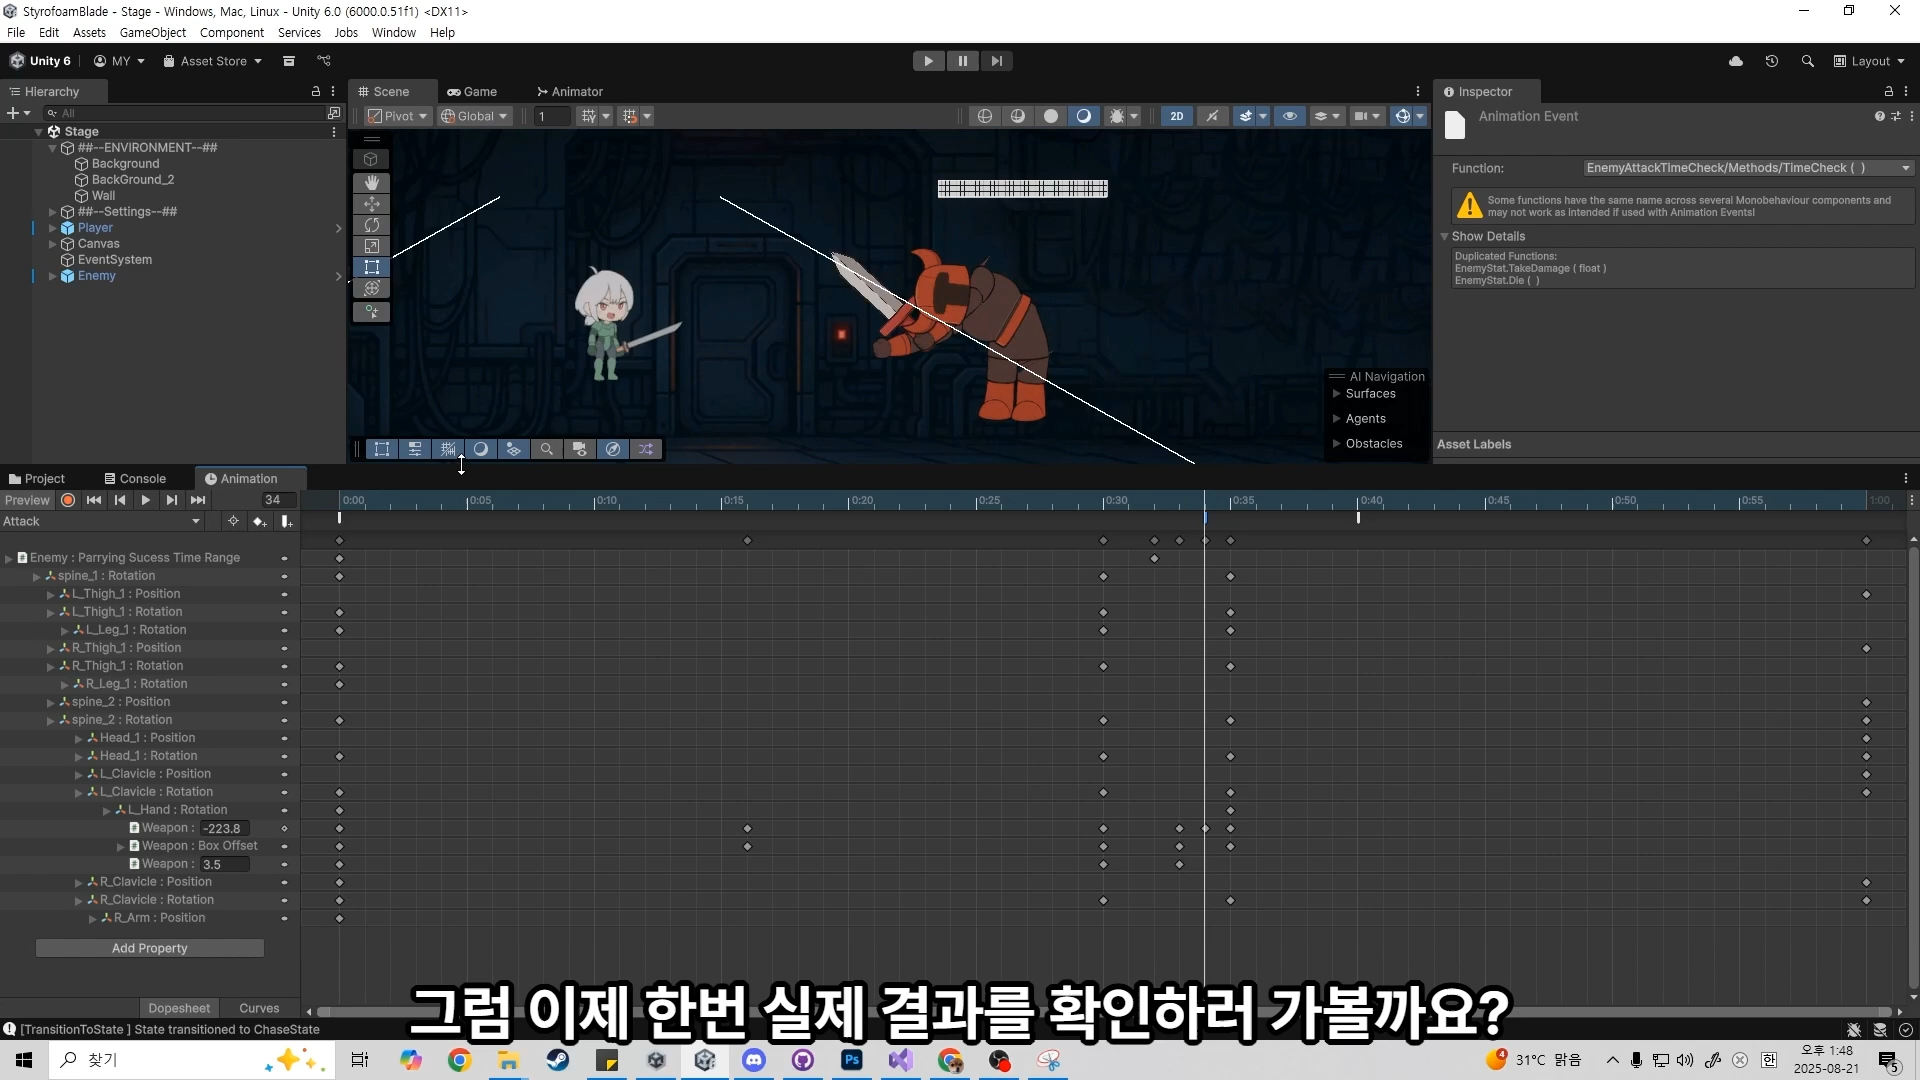 StyrofoamBlade - Stage - Windows, Mac, Linux - Unity 6.0 (6000.0.51f1) <DX11>
File Edit Assets GameObject Component Services Jobs Window Help
Unity 6 MY Asset Store Layout
Hierarchy
All
Stage
##--ENVIRONMENT--##
Background
BackGround_2
Wall
##--Settings--##
Player
Canvas
EventSystem
Enemy
Scene Game Animator
Pivot Global 1 2D
AI Navigation
Surfaces
Agents
Obstacles
Inspector
Animation Event
Function: EnemyAttackTimeCheck/Methods/TimeCheck ( )
Some functions have the same name across several Monobehaviour components and
may not work as intended if used with Animation Events!
Show Details
Duplicated Functions:
EnemyStat.TakeDamage ( float )
EnemyStat.Die ( )
Asset Labels
Project Console Animation
Preview 34 0:00 0:05 0:10 0:15 0:20 0:25 0:30 0:35 0:40 0:45 0:50 0:55 1:00
Attack
Enemy : Parrying Sucess Time Range
spine_1 : Rotation
L_Thigh_1 : Position
L_Thigh_1 : Rotation
L_Leg_1 : Rotation
R_Thigh_1 : Position
R_Thigh_1 : Rotation
R_Leg_1 : Rotation
spine_2 : Position
spine_2 : Rotation
Head_1 : Position
Head_1 : Rotation
L_Clavicle : Position
L_Clavicle : Rotation
L_Hand : Rotation
Weapon : -223.8
Weapon : Box Offset
Weapon : 3.5
R_Clavicle : Position
R_Clavicle : Rotation
R_Arm : Position
Add Property
Dopesheet Curves
그럼 이제 한번 실제 결과를 확인하러 가볼까요?
[TransitionToState ] State transitioned to ChaseState
찾기
Ps
4
31°C 맑음
한
오후 1:48
2025-08-21
5